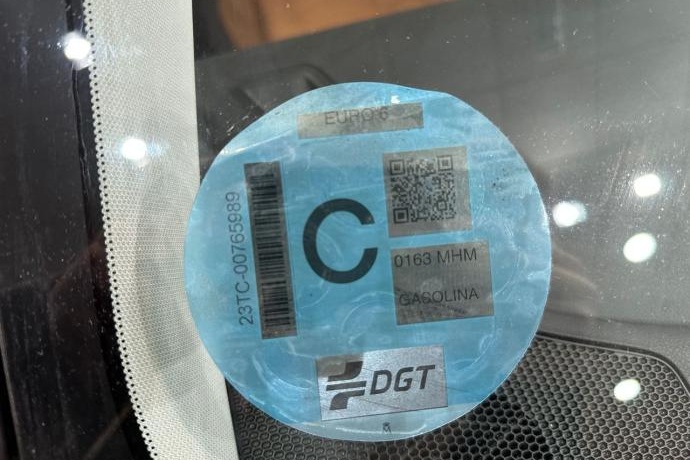 EURO 6
23TC-00765989
C
0163 MHM
GASOLINA
DGT